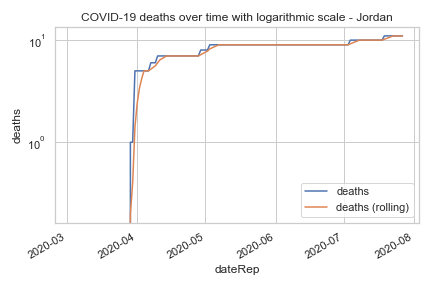 COVID-19 deaths over time with logarithmic scale - Jordan
10¹
10⁰
deaths
deaths
deaths (rolling)
2020-03
2020-04
2020-05
2020-06
2020-07
2020-08
dateRep